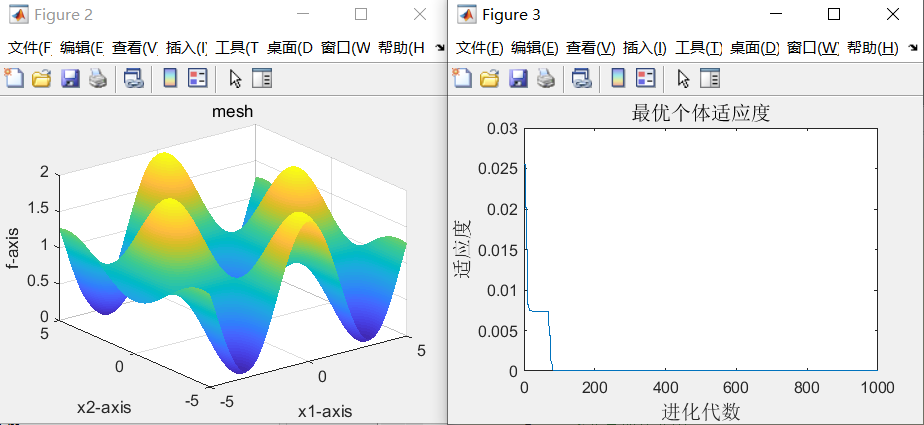 Figure 2
文件(F 编辑(E 查看(V 插入(I 工具(T 桌面(D 窗口(W 帮助(H
mesh
2
1.5
1
0.5
0
f-axis
5
0
-5
x2-axis
-5
0
5
x1-axis
Figure 3
文件(F) 编辑(E) 查看(V) 插入(I) 工具(T) 桌面(D) 窗口(W) 帮助(H)
最优个体适应度
0.03
0.025
0.02
0.015
0.01
0.005
0
适应度
0 200 400 600 800 1000
进化代数